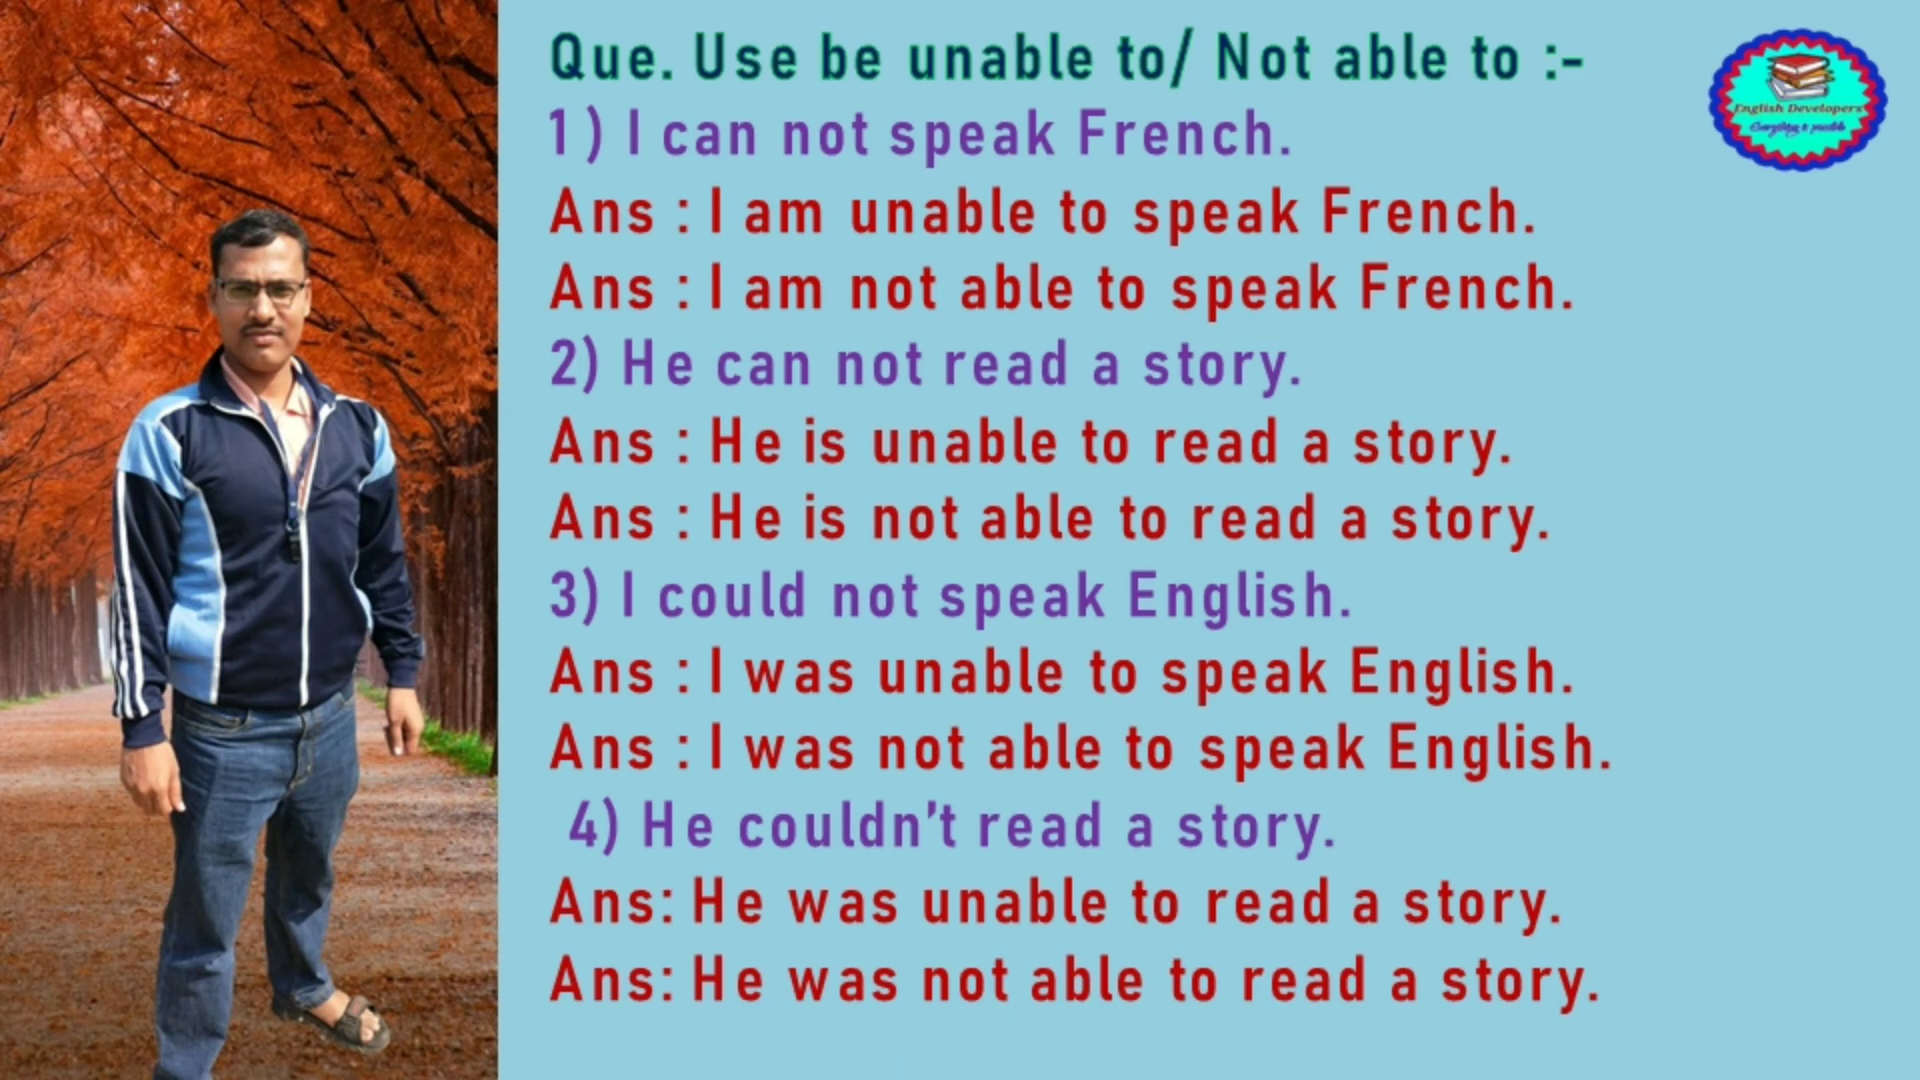 Que. Use be unable to/ Not able to :-
1) I can not speak French.
Ans : I am unable to speak French.
Ans : I am not able to speak French.
2) He can not read a story.
Ans : He is unable to read a story.
Ans : He is not able to read a story.
3) I could not speak English.
Ans : I was unable to speak English.
Ans : I was not able to speak English.
4) He couldn't read a story.
Ans: He was unable to read a story.
Ans: He was not able to read a story.
English Developers
Everything is possible